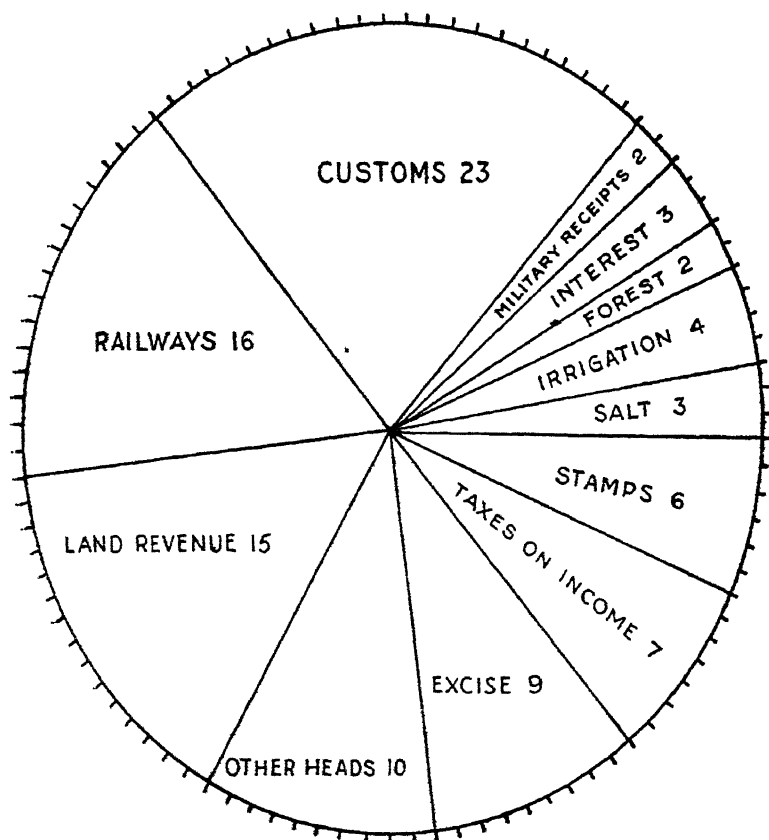 CUSTOMS 23
MILITARY RECEIPTS 2
INTEREST 3
FOREST 2
IRRIGATION 4
SALT 3
STAMPS 6
TAXES ON INCOME 7
EXCISE 9
OTHER HEADS 10
LAND REVENUE 15
RAILWAYS 16